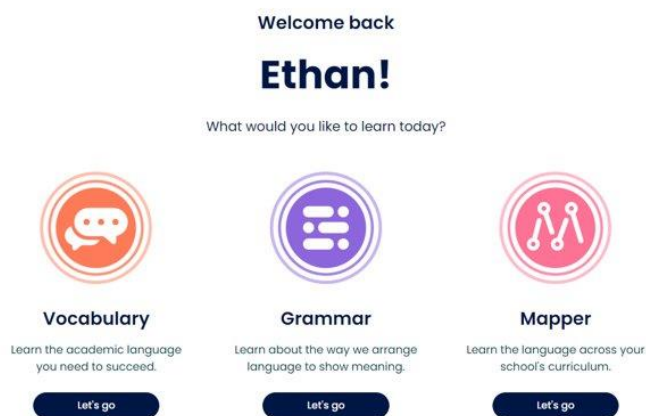 Welcome back
Ethan!
What would you like to learn today?
Vocabulary
Learn the academic language
you need to succeed.
Let's go
Grammar
Learn about the way we arrange
language to show meaning.
Let's go
Mapper
Learn the language across your
school's curriculum.
Let's go